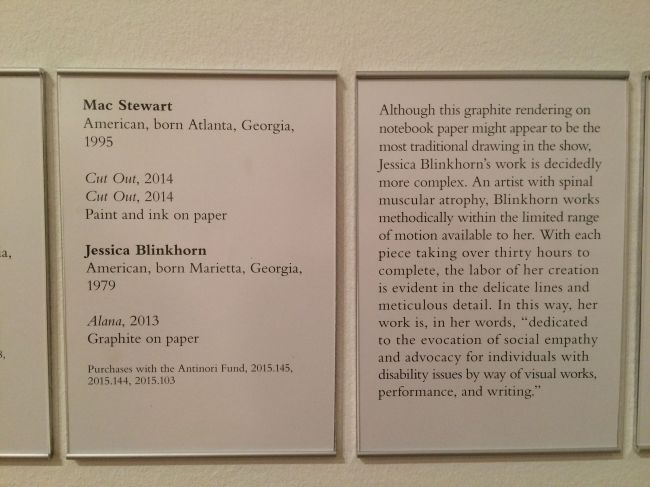 Mac Stewart
American, born Atlanta, Georgia,
1995
Cut Out, 2014
Cut Out, 2014
Paint and ink on paper
Jessica Blinkhorn
American, born Marietta, Georgia,
1979
Alana, 2013
Graphite on paper
Purchases with the Antinori Fund, 2015.145,
2015.144, 2015.103
Although this graphite rendering on
notebook paper might appear to be the
most traditional drawing in the show,
Jessica Blinkhorn's work is decidedly
more complex. An artist with spinal
muscular atrophy, Blinkhorn works
methodically within the limited range
of motion available to her. With each
piece taking over thirty hours to
complete, the labor of her creation
is evident in the delicate lines and
meticulous detail. In this way, her
work is, in her words, “dedicated
to the evocation of social empathy
and advocacy for individuals with
disability issues by way of visual works,
performance, and writing.”